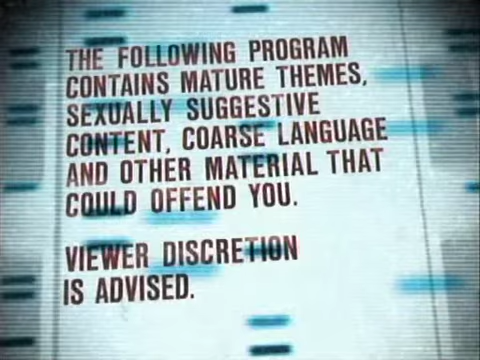 THE FOLLOWING PROGRAM
CONTAINS MATURE THEMES,
SEXUALLY SUGGESTIVE
CONTENT, COARSE LANGUAGE
AND OTHER MATERIAL THAT
COULD OFFEND YOU.
VIEWER DISCRETION
IS ADVISED.